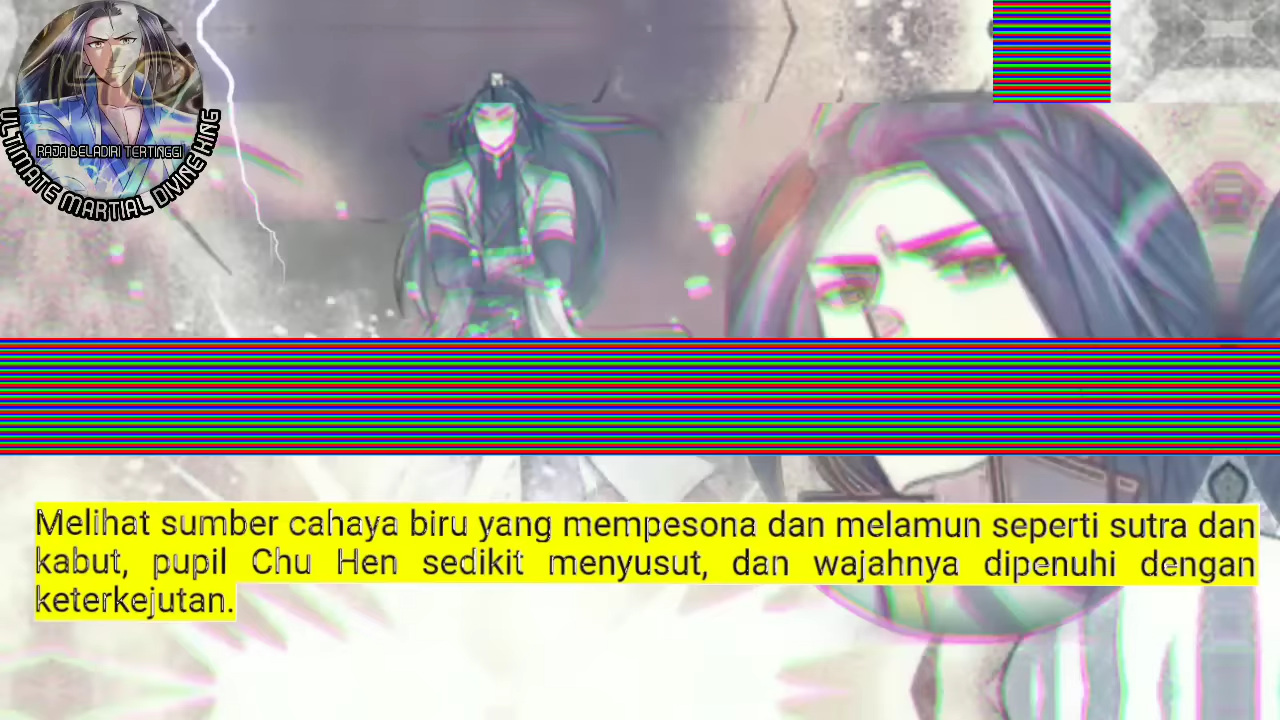 RAJA BELADIRI TERTINGGI
ULTIMATE MARTIAL DIVINE KING
Melihat sumber cahaya biru yang mempesona dan melamun seperti sutra dan
kabut, pupil Chu Hen sedikit menyusut, dan wajahnya dipenuhi dengan
keterkejutan.